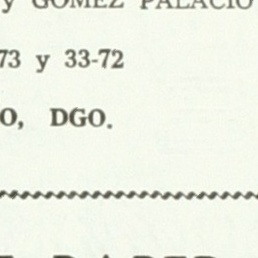 y GOMEZ PALACIO
73 y 33-72
O, DGO.